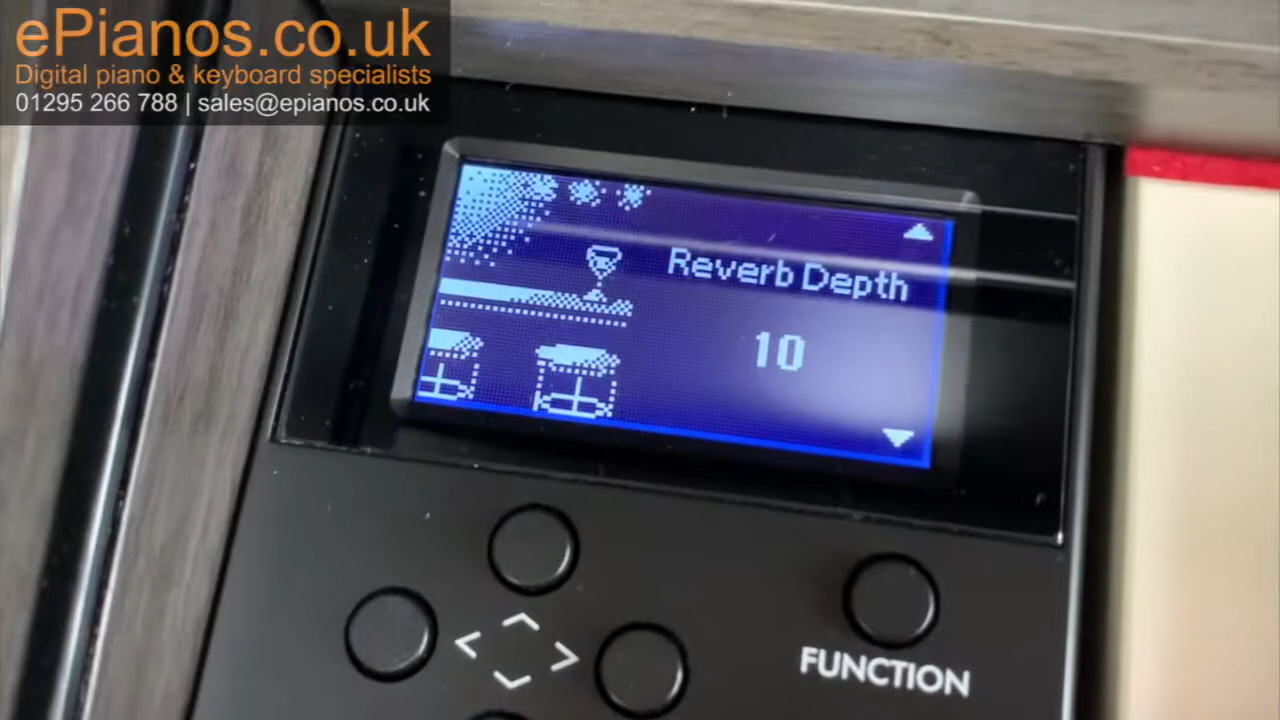 ePianos.co.uk
Digital piano & keyboard specialists
01295 266 788 | sales@epianos.co.uk
Reverb Depth
10
FUNCTION